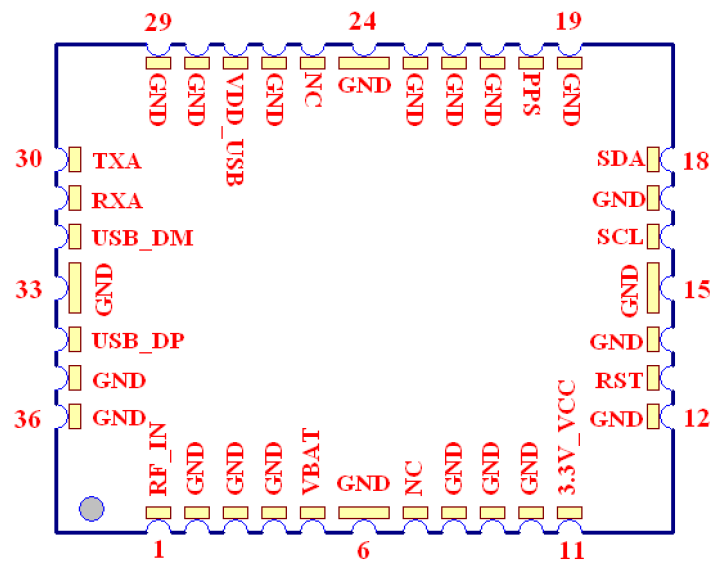 29 24 19
GND GND VDD_USB GND NC GND GND GND GND PPS GND
30 TXA SDA 18
RXA GND
USB_DM SCL
33 GND GND 15
USB_DP GND
GND RST
36 GND GND 12
RF_IN GND GND GND VBAT GND NC GND GND GND 3.3V_VCC
1 6 11